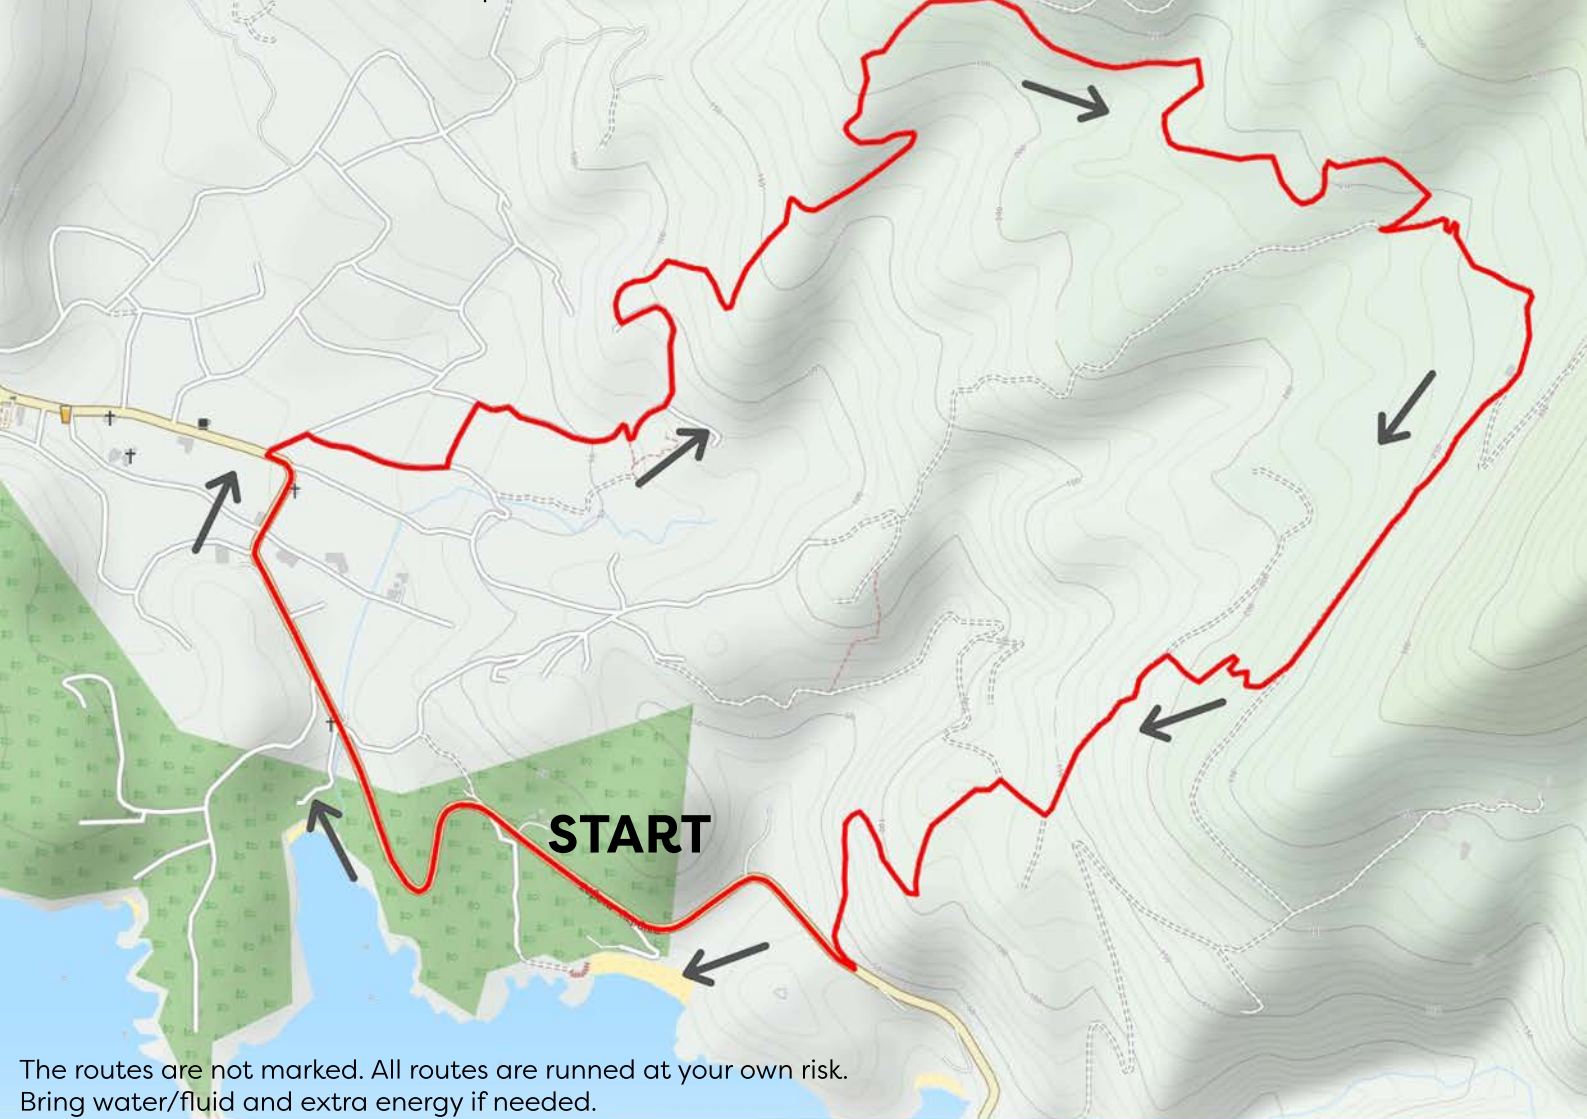 START
The routes are not marked. All routes are runned at your own risk.
Bring water/fluid and extra energy if needed.